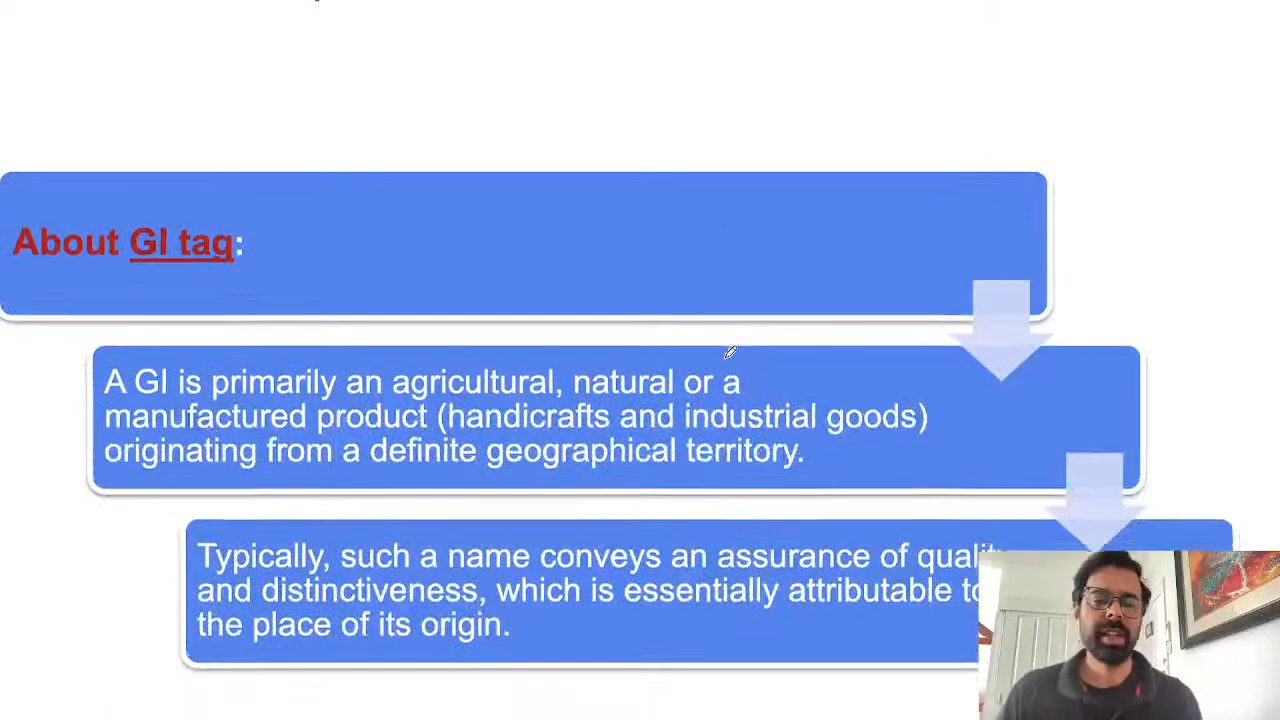 About GI tag:
A GI is primarily an agricultural, natural or a
manufactured product (handicrafts and industrial goods)
originating from a definite geographical territory.
Typically, such a name conveys an assurance of quality
and distinctiveness, which is essentially attributable to
the place of its origin.